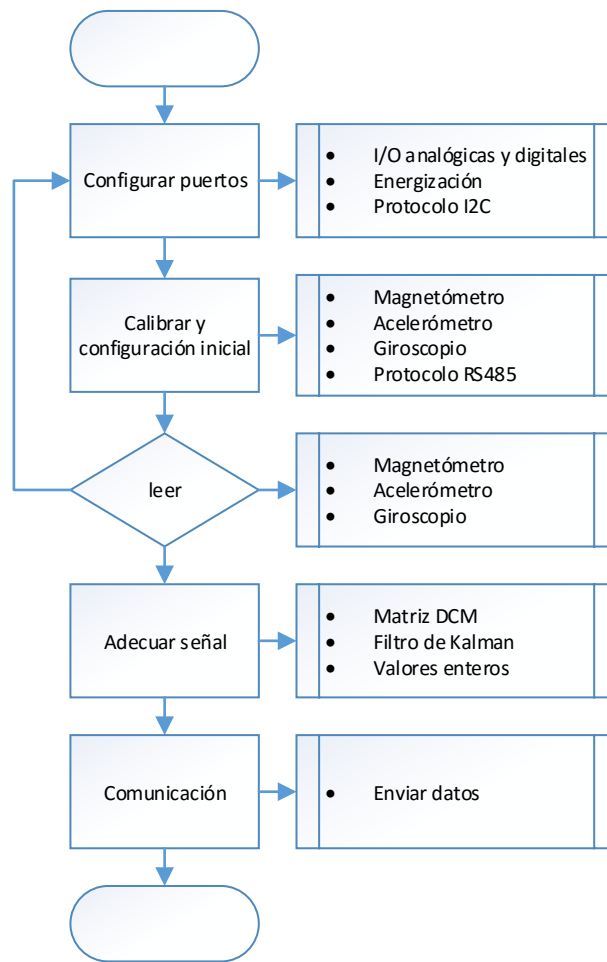 Configurar puertos
• I/O analógicas y digitales
• Energización
• Protocolo I2C
Calibrar y
configuración inicial
• Magnetómetro
• Acelerómetro
• Giroscopio
• Protocolo RS485
leer
• Magnetómetro
• Acelerómetro
• Giroscopio
Adecuar señal
• Matriz DCM
• Filtro de Kalman
• Valores enteros
Comunicación
• Enviar datos